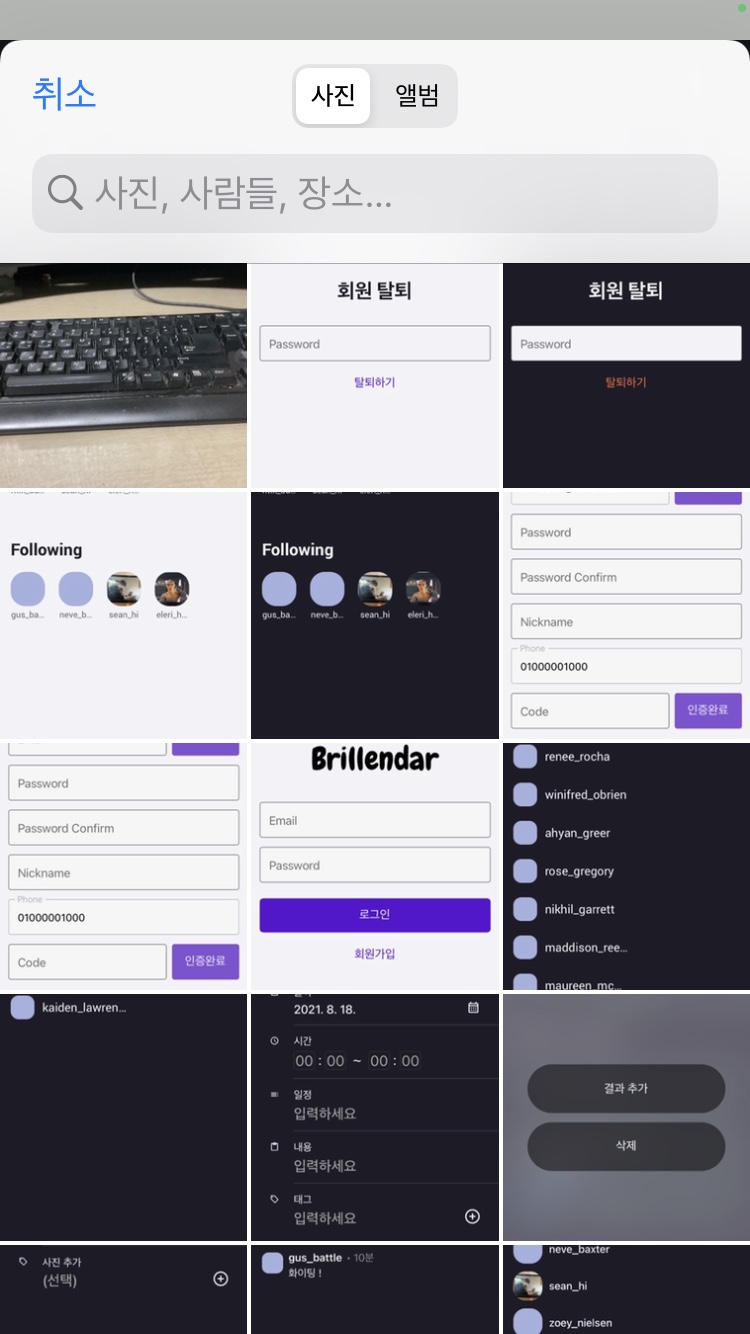 취소
사진
앨범
사진, 사람들, 장소...
회원 탈퇴
Password
탈퇴하기
회원 탈퇴
Password
탈퇴하기
Following
gus_ba...
neve_b...
sean_hi
eleri_h...
Following
gus_ba...
neve_b...
sean_hi
eleri_h...
Password
Password Confirm
Nickname
Phone
01000001000
Code
인증완료
Password
Password Confirm
Nickname
Phone
01000001000
Code
인증완료
Brillendar
Email
Password
로그인
회원가입
renee_rocha
winifred_obrien
ahyan_greer
rose_gregory
nikhil_garrett
maddison_ree...
maureen_mc...
kaiden_lawren...
2021. 8. 18.
시간
00 : 00 ~ 00 : 00
일정
입력하세요
내용
입력하세요
태그
입력하세요
결과 추가
삭제
사진 추가
(선택)
gus_battle • 10분
화이팅 !
neve_baxter
sean_hi
zoey_nielsen